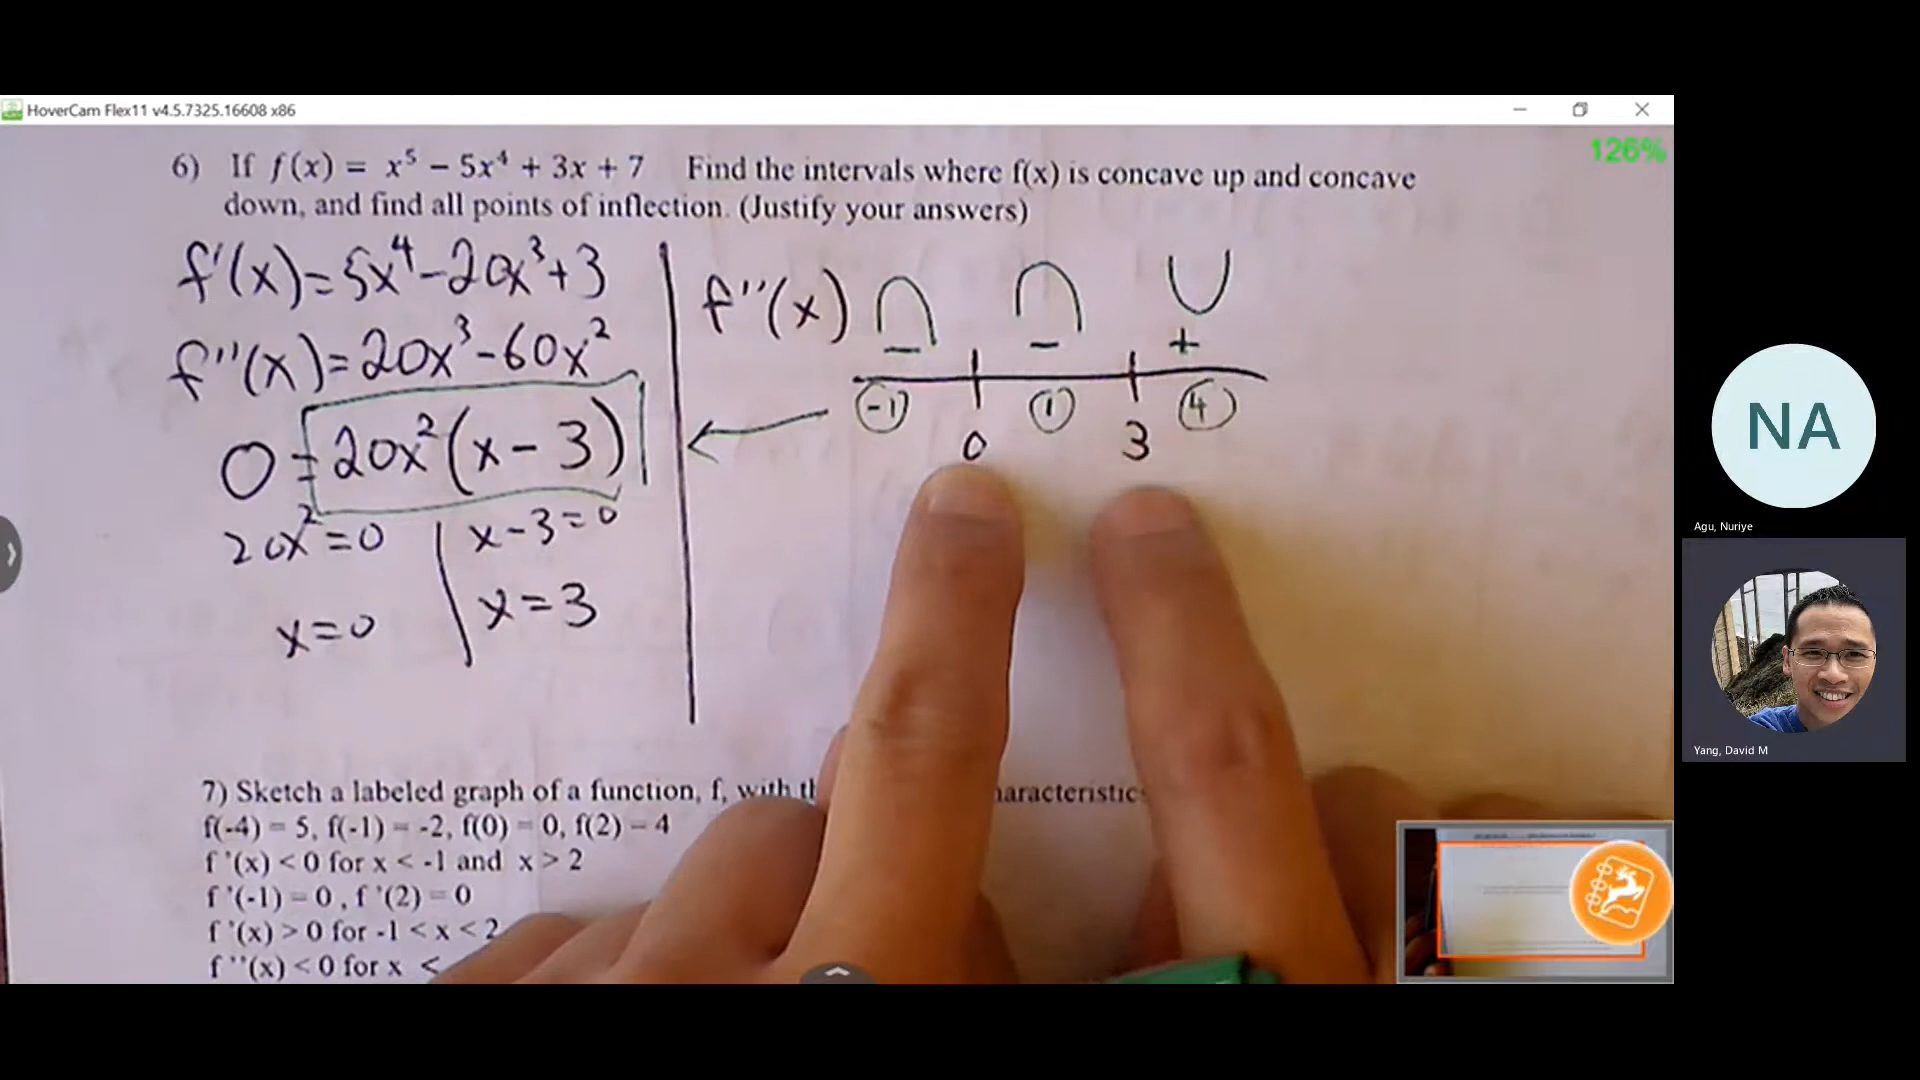 HoverCam Flex11 v4.5.7325.16608 x86
126%
6) If f(x) = x⁵ − 5x⁴ + 3x + 7 Find the intervals where f(x) is concave up and concave
down, and find all points of inflection. (Justify your answers)
f'(x)=5x⁴-20x³+3
f''(x)=20x³-60x²
0=20x²(x-3)
20x²=0
x-3=0
x=0
x=3
f''(x)
- - +
-1 1 4
0 3
7) Sketch a labeled graph of a function, f, with
f(-4) = 5, f(-1) = -2, f(0) = 0, f(2) = 4
f '(x) < 0 for x < -1 and x > 2
f '(-1) = 0 , f '(2) = 0
f '(x) > 0 for -1 < x < 2
f ''(x) < 0 for x <
NA
Agu, Nuriye
Yang, David M